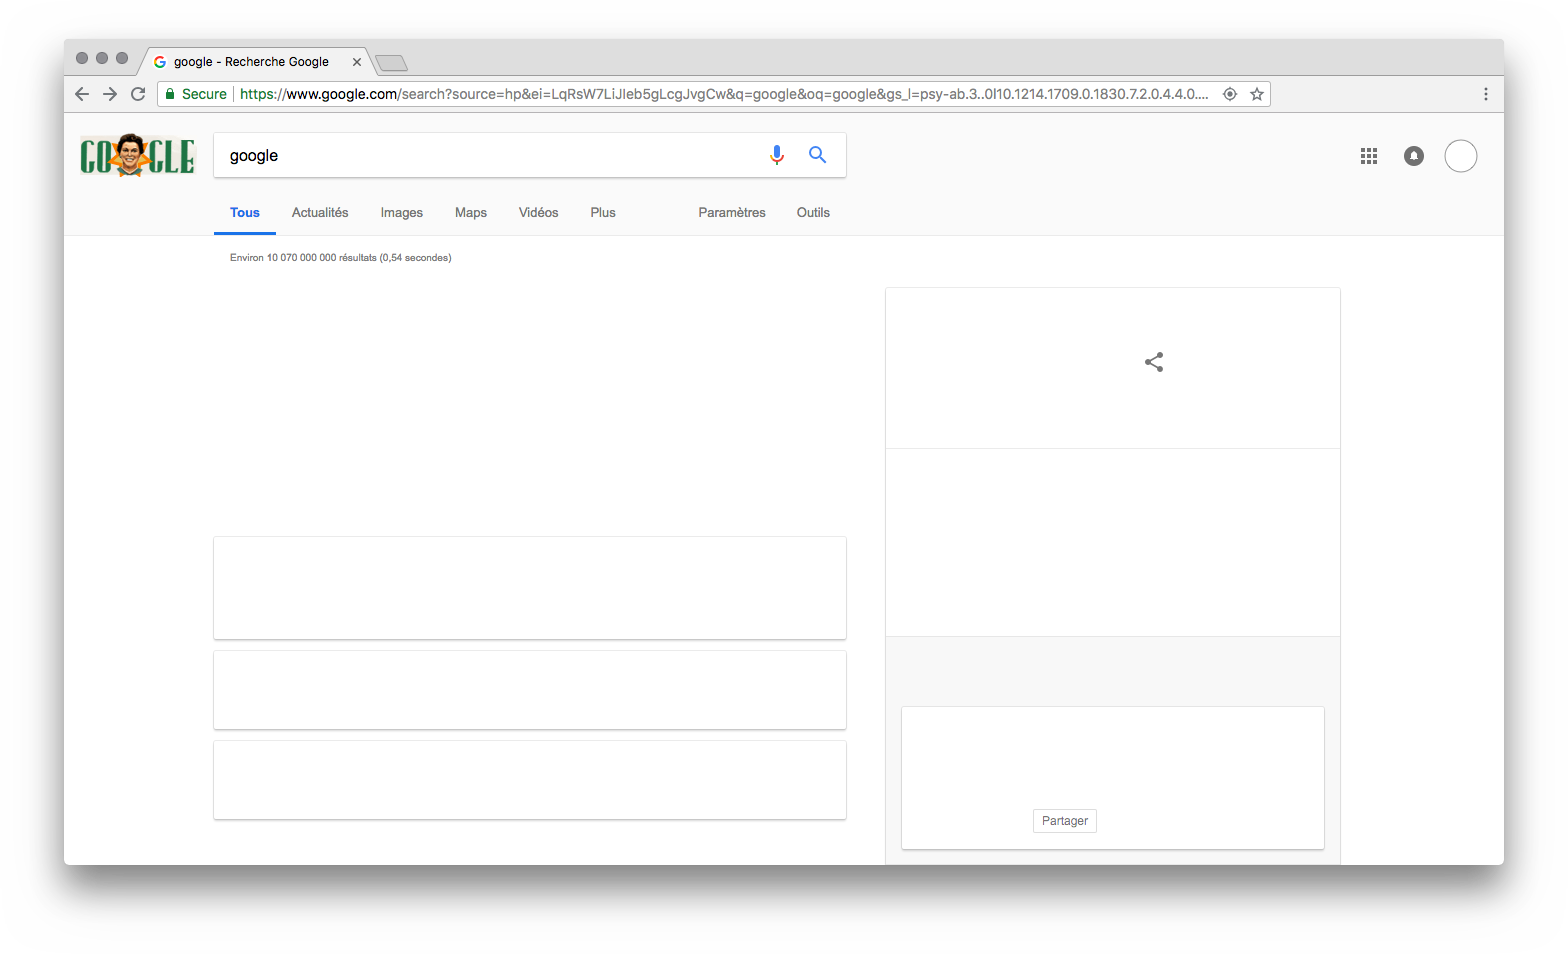 google - Recherche Google
Secure https://www.google.com/search?source=hp&ei=LqRsW7LiJIeb5gLcgJvgCw&q=google&oq=google&gs_l=psy-ab.3..0l10.1214.1709.0.1830.7.2.0.4.4.0....
GOOGLE
google
Tous Actualités Images Maps Vidéos Plus Paramètres Outils
Environ 10 070 000 000 résultats (0,54 secondes)
Partager